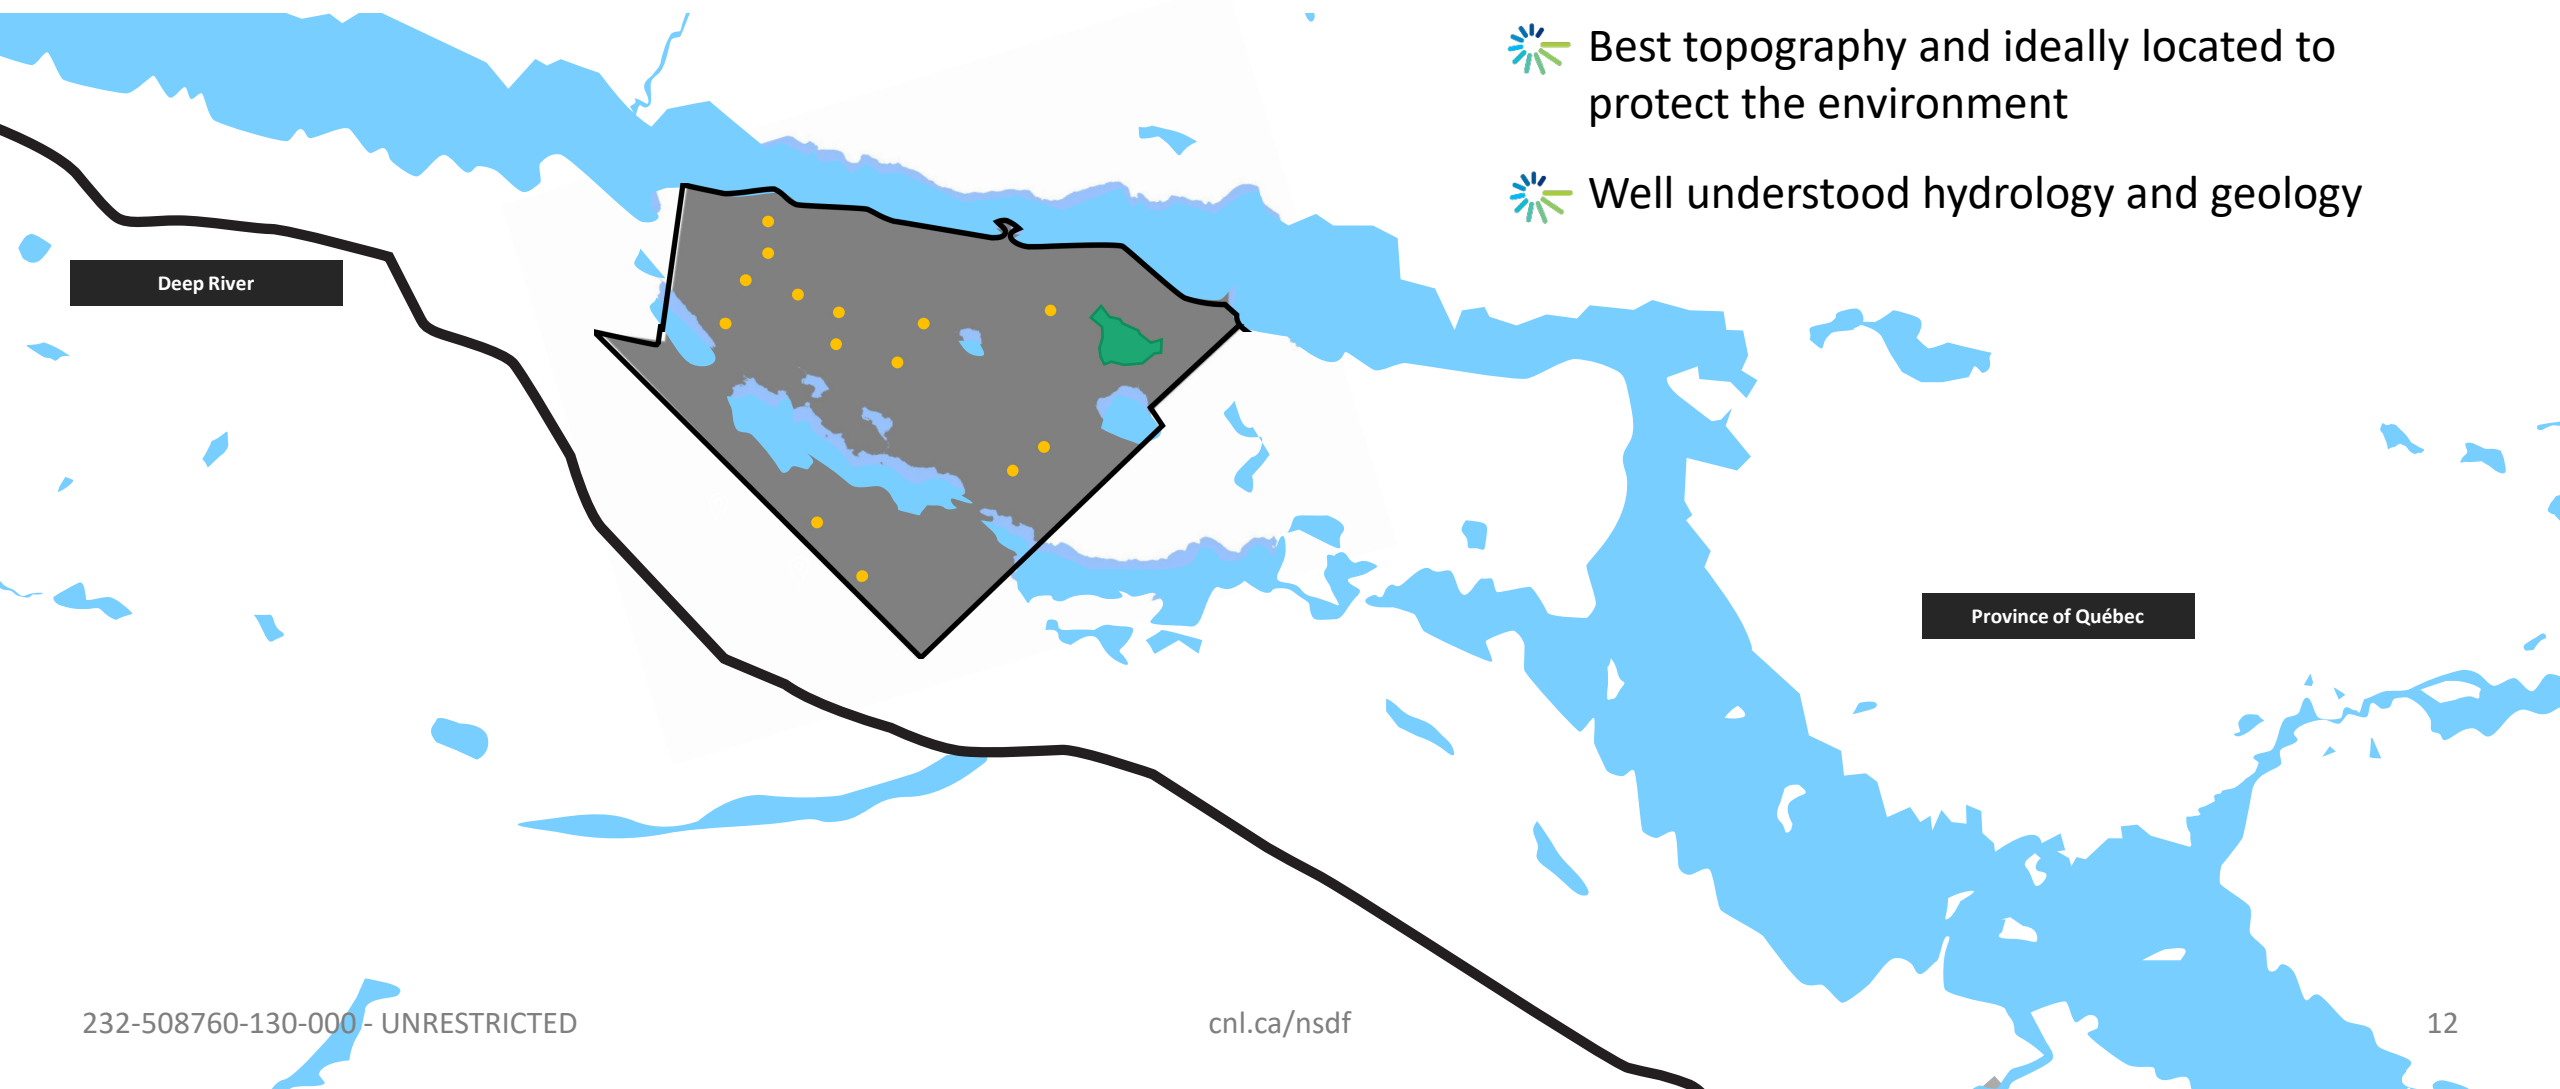 Best topography and ideally located to
protect the environment
Well understood hydrology and geology
Deep River
Province of Québec
232-508760-130-000 - UNRESTRICTED
cnl.ca/nsdf
12